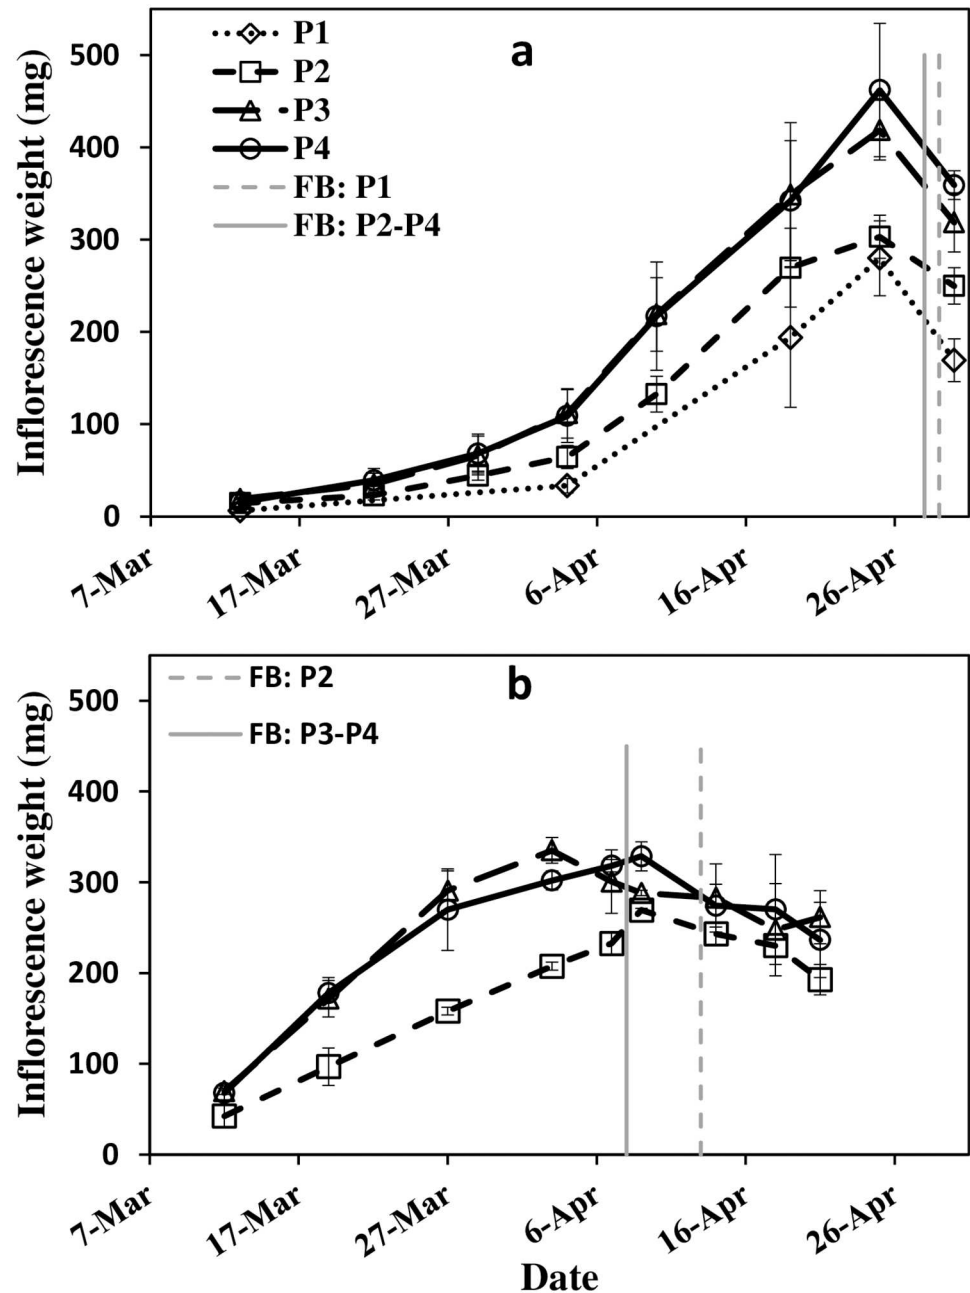 a
P1
P2
P3
P4
FB: P1
FB: P2-P4
Inflorescence weight (mg)
500
400
300
200
100
0
7-Mar
17-Mar
27-Mar
6-Apr
16-Apr
26-Apr
b
FB: P2
FB: P3-P4
Inflorescence weight (mg)
500
400
300
200
100
0
7-Mar
17-Mar
27-Mar
6-Apr
16-Apr
26-Apr
Date